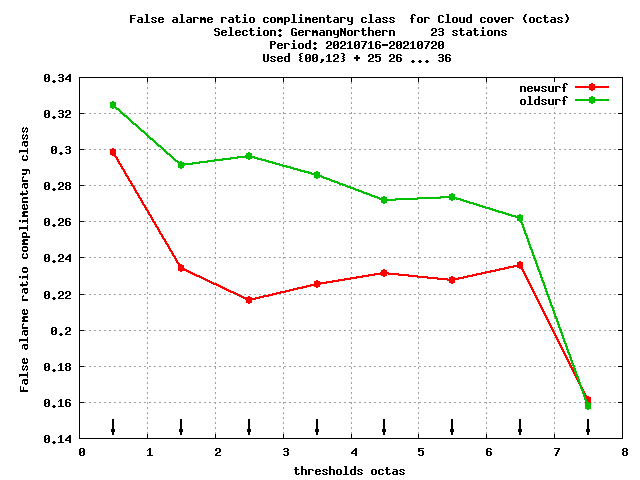 False alarme ratio complimentary class  for Cloud cover (octas)
Selection: GermanyNorthern     23 stations
Period: 20210716-20210720
Used {00,12} + 25 26 ... 36
newsurf
oldsurf
False alarme ratio complimentary class
0,34
0,32
0,3
0,28
0,26
0,24
0,22
0,2
0,18
0,16
0,14
0 1 2 3 4 5 6 7 8
thresholds octas